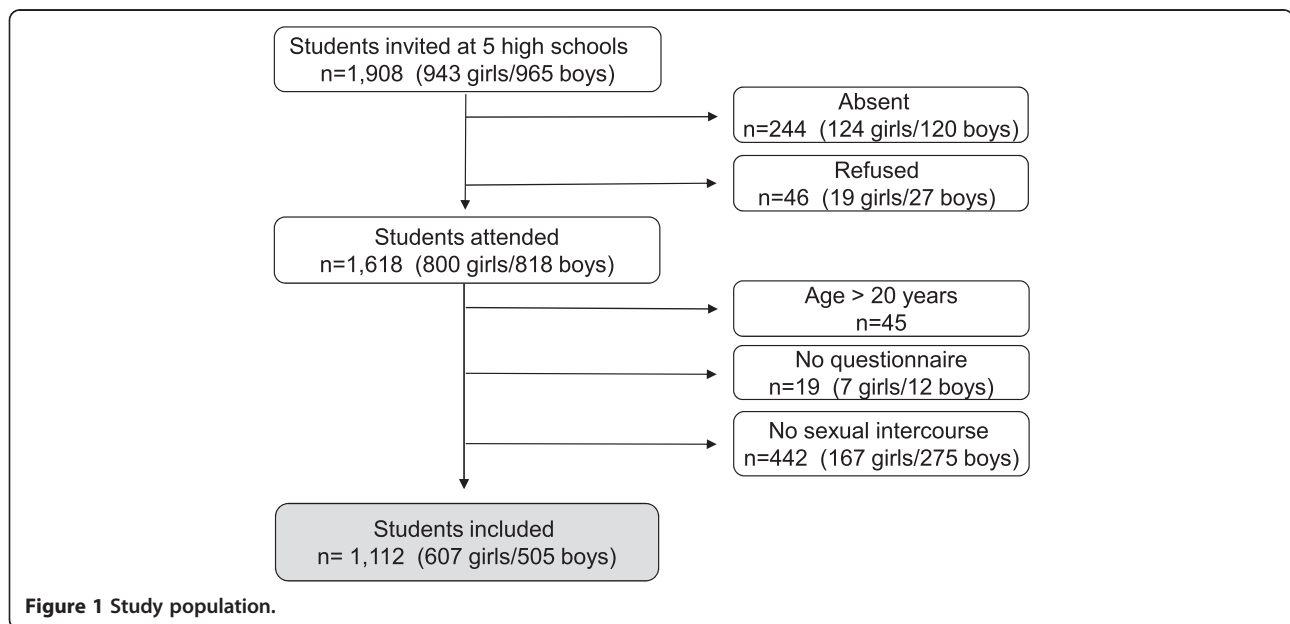 Students invited at 5 high schools
n=1,908 (943 girls/965 boys)
Absent
n=244 (124 girls/120 boys)
Refused
n=46 (19 girls/27 boys)
Students attended
n=1,618 (800 girls/818 boys)
Age > 20 years
n=45
No questionnaire
n=19 (7 girls/12 boys)
No sexual intercourse
n=442 (167 girls/275 boys)
Students included
n= 1,112 (607 girls/505 boys)
Figure 1 Study population.